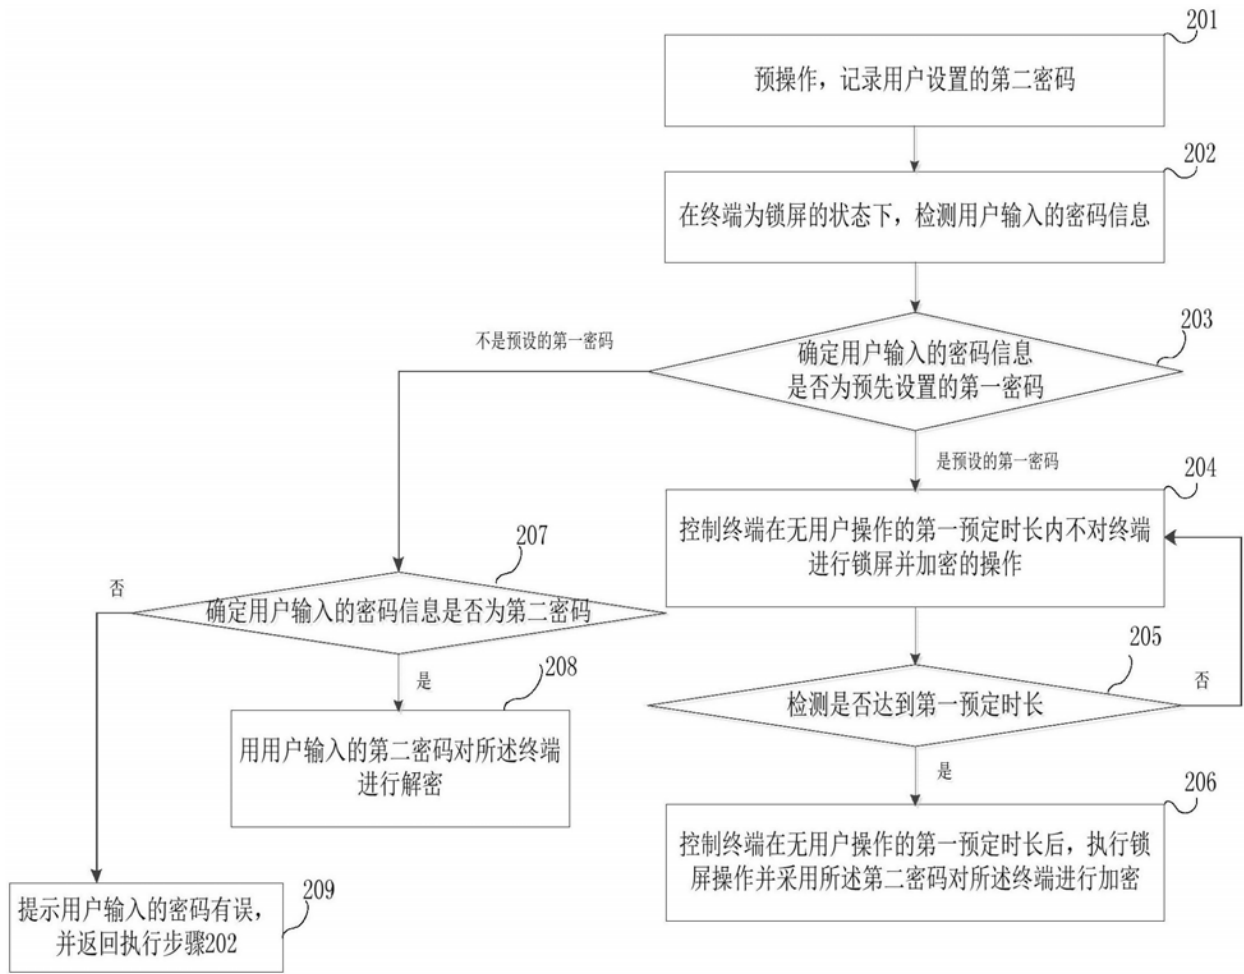 201
预操作，记录用户设置的第二密码
202
在终端为锁屏的状态下，检测用户输入的密码信息
203
不是预设的第一密码
确定用户输入的密码信息
是否为预先设置的第一密码
是预设的第一密码
204
控制终端在无用户操作的第一预定时长内不对终端
进行锁屏并加密的操作
207
否
确定用户输入的密码信息是否为第二密码
205
检测是否达到第一预定时长
否
是
208
用用户输入的第二密码对所述终端
进行解密
是
206
控制终端在无用户操作的第一预定时长后，执行锁
屏操作并采用所述第二密码对所述终端进行加密
209
提示用户输入的密码有误，
并返回执行步骤202